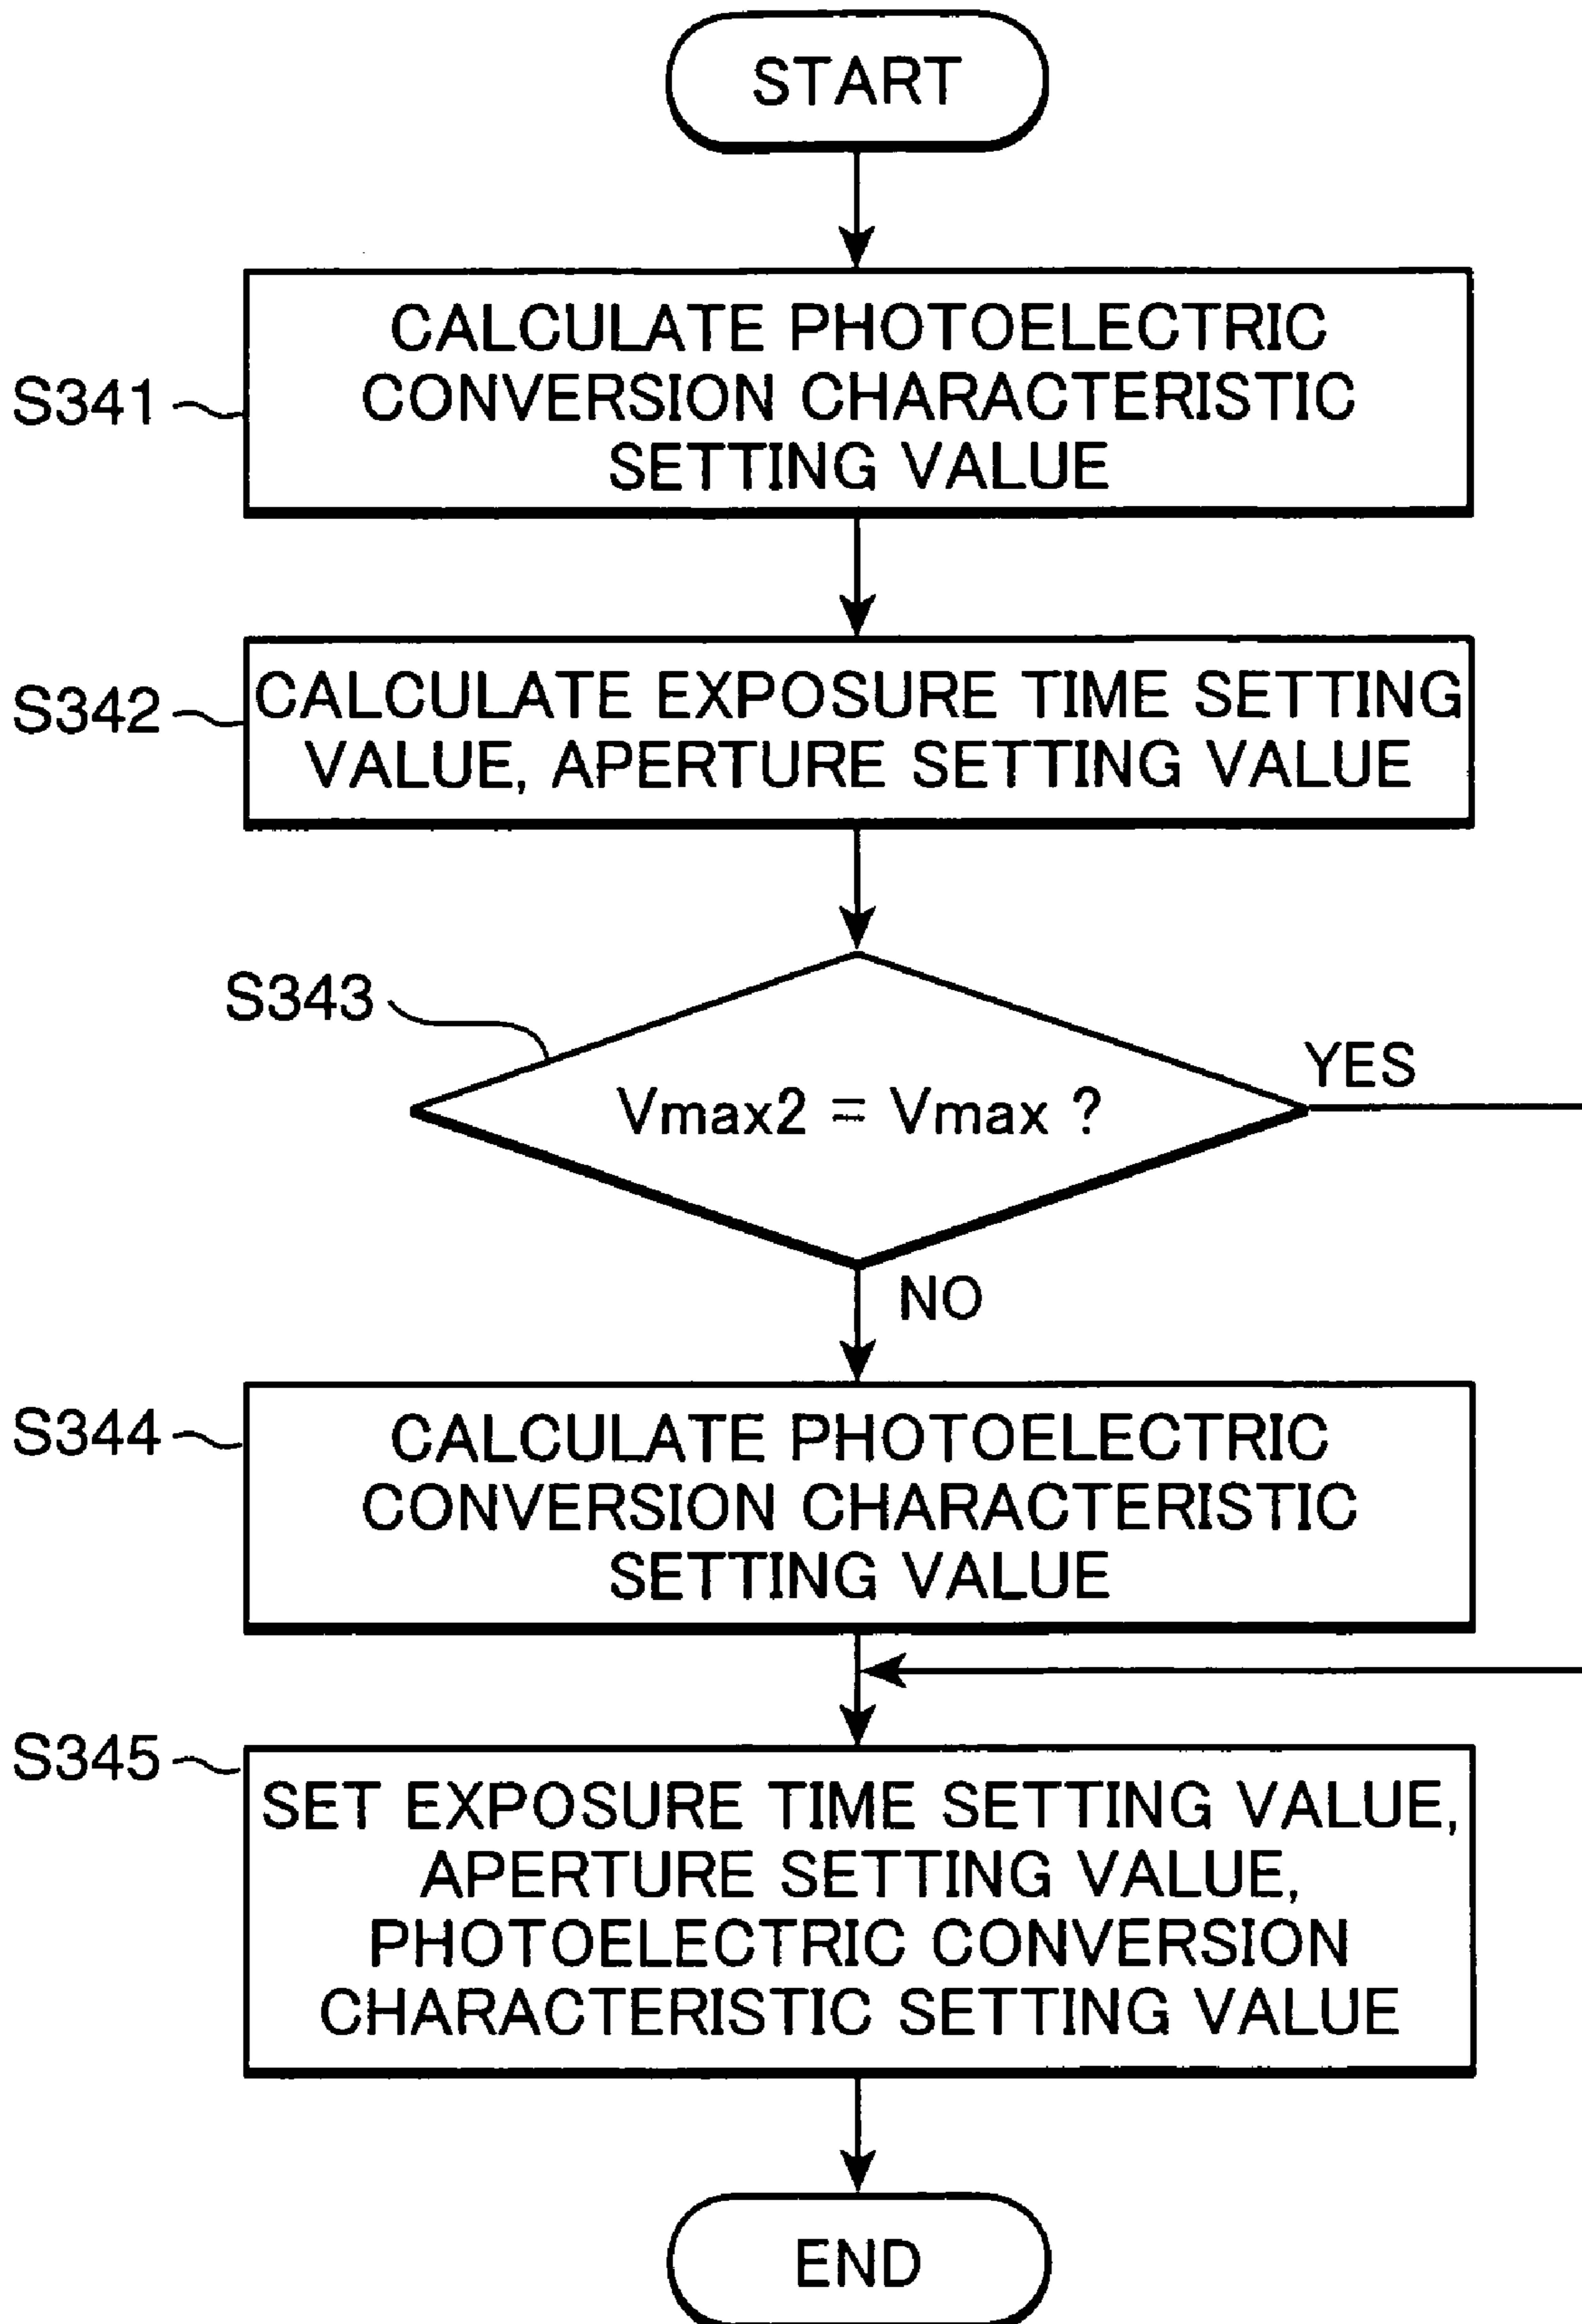 START
S341
CALCULATE PHOTOELECTRIC
CONVERSION CHARACTERISTIC
SETTING VALUE
S342
CALCULATE EXPOSURE TIME SETTING
VALUE, APERTURE SETTING VALUE
S343
Vmax2 = Vmax ?
YES
NO
S344
CALCULATE PHOTOELECTRIC
CONVERSION CHARACTERISTIC
SETTING VALUE
S345
SET EXPOSURE TIME SETTING VALUE,
APERTURE SETTING VALUE,
PHOTOELECTRIC CONVERSION
CHARACTERISTIC SETTING VALUE
END